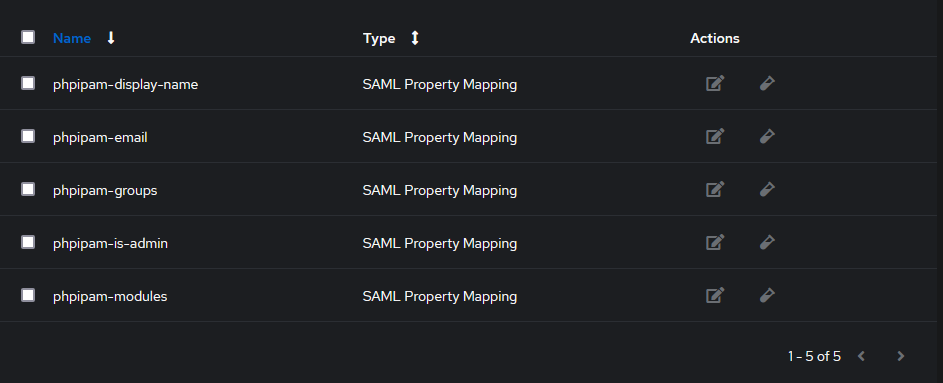 Name Type Actions
phpipam-display-name SAML Property Mapping
phpipam-email SAML Property Mapping
phpipam-groups SAML Property Mapping
phpipam-is-admin SAML Property Mapping
phpipam-modules SAML Property Mapping
1 - 5 of 5